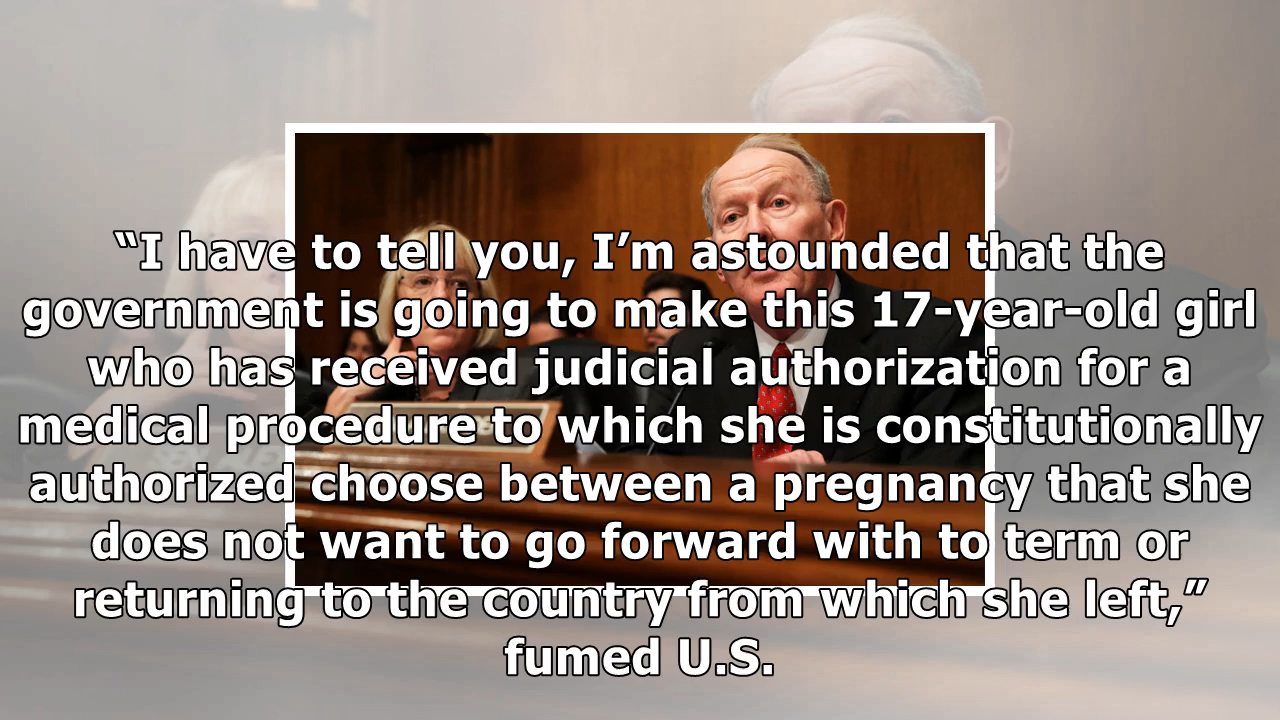 “I have to tell you, I’m astounded that the
government is going to make this 17-year-old girl
who has received judicial authorization for a
medical procedure to which she is constitutionally
authorized choose between a pregnancy that she
does not want to go forward with to term or
returning to the country from which she left,”
fumed U.S.